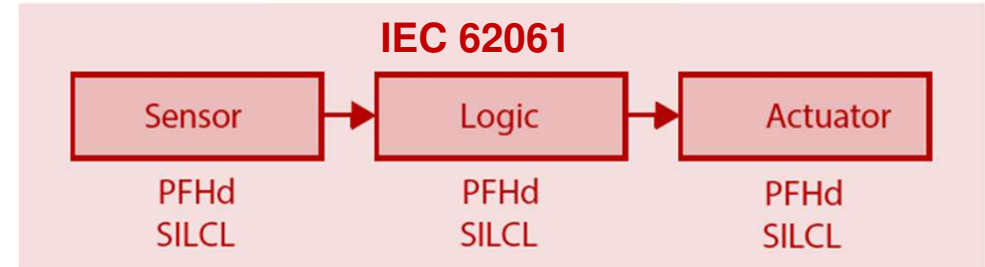 IEC 62061
Sensor Logic Actuator
PFHd PFHd PFHd
SILCL SILCL SILCL